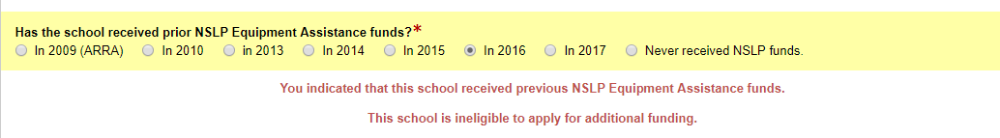 Has the school received prior NSLP Equipment Assistance funds?*
In 2009 (ARRA) In 2010 in 2013 In 2014 In 2015 In 2016 In 2017 Never received NSLP funds.
You indicated that this school received previous NSLP Equipment Assistance funds.
This school is ineligible to apply for additional funding.